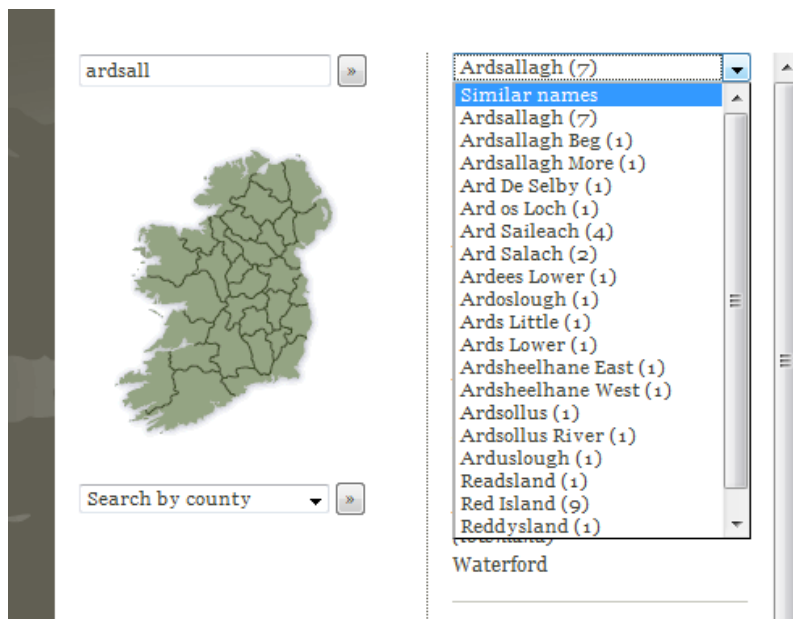 ardsall
»
Search by county
»
Ardsallagh (7)
Similar names
Ardsallagh (7)
Ardsallagh Beg (1)
Ardsallagh More (1)
Ard De Selby (1)
Ard os Loch (1)
Ard Saileach (4)
Ard Salach (2)
Ardees Lower (1)
Ardoslough (1)
Ards Little (1)
Ards Lower (1)
Ardsheelhane East (1)
Ardsheelhane West (1)
Ardsollus (1)
Ardsollus River (1)
Arduslough (1)
Readsland (1)
Red Island (9)
Reddysland (1)
Waterford